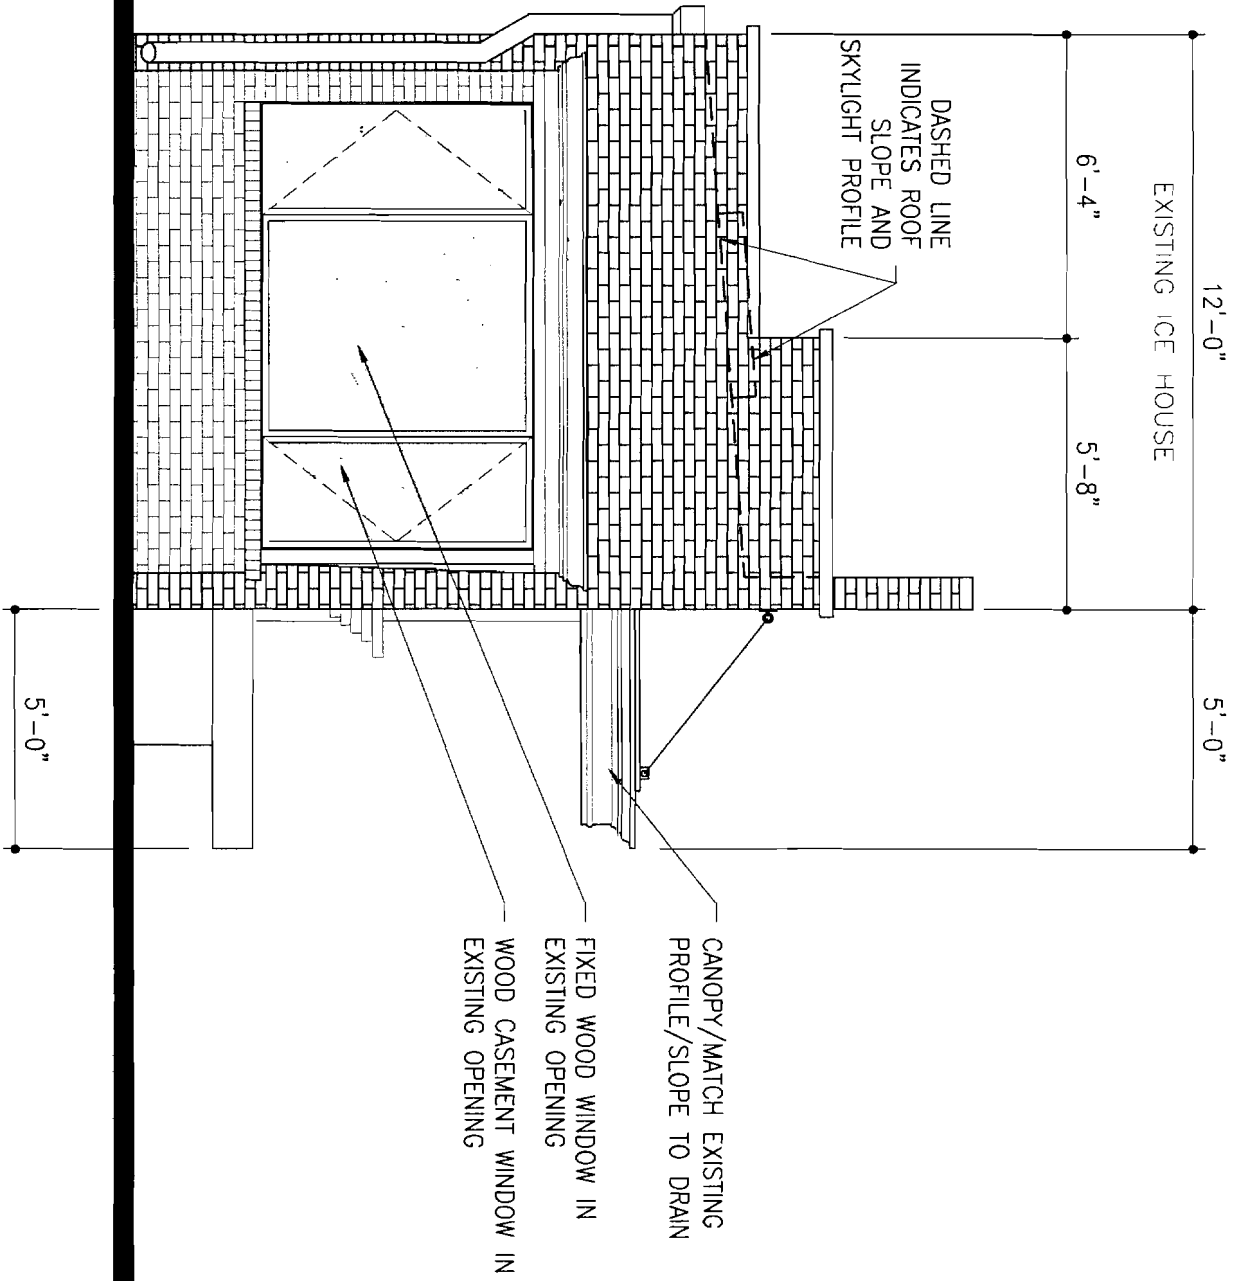 12'-0"
5'-0"
EXISTING ICE HOUSE
6'-4"
5'-8"
DASHED LINE
INDICATES ROOF
SLOPE AND
SKYLIGHT PROFILE
CANOPY/MATCH EXISTING
PROFILE/SLOPE TO DRAIN
FIXED WOOD WINDOW IN
EXISTING OPENING
WOOD CASEMENT WINDOW IN
EXISTING OPENING
5'-0"